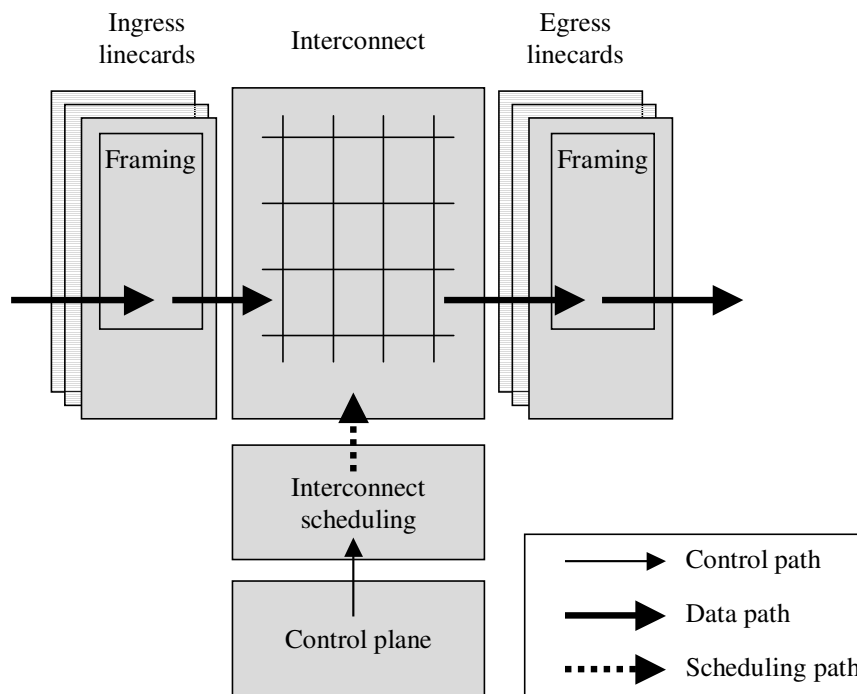 Ingress
linecards
Interconnect
Egress
linecards
Framing
Framing
Interconnect
scheduling
Control plane
Control path
Data path
Scheduling path